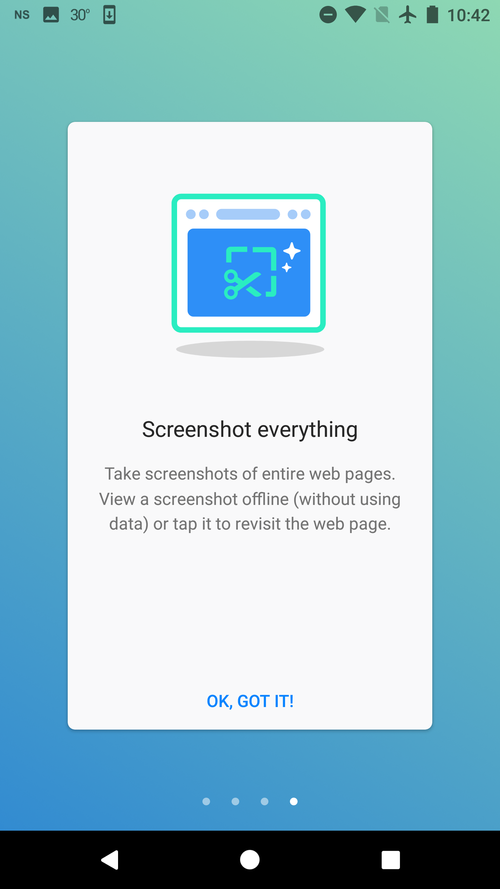 NS 30° 10:42
Screenshot everything
Take screenshots of entire web pages.
View a screenshot offline (without using
data) or tap it to revisit the web page.
OK, GOT IT!